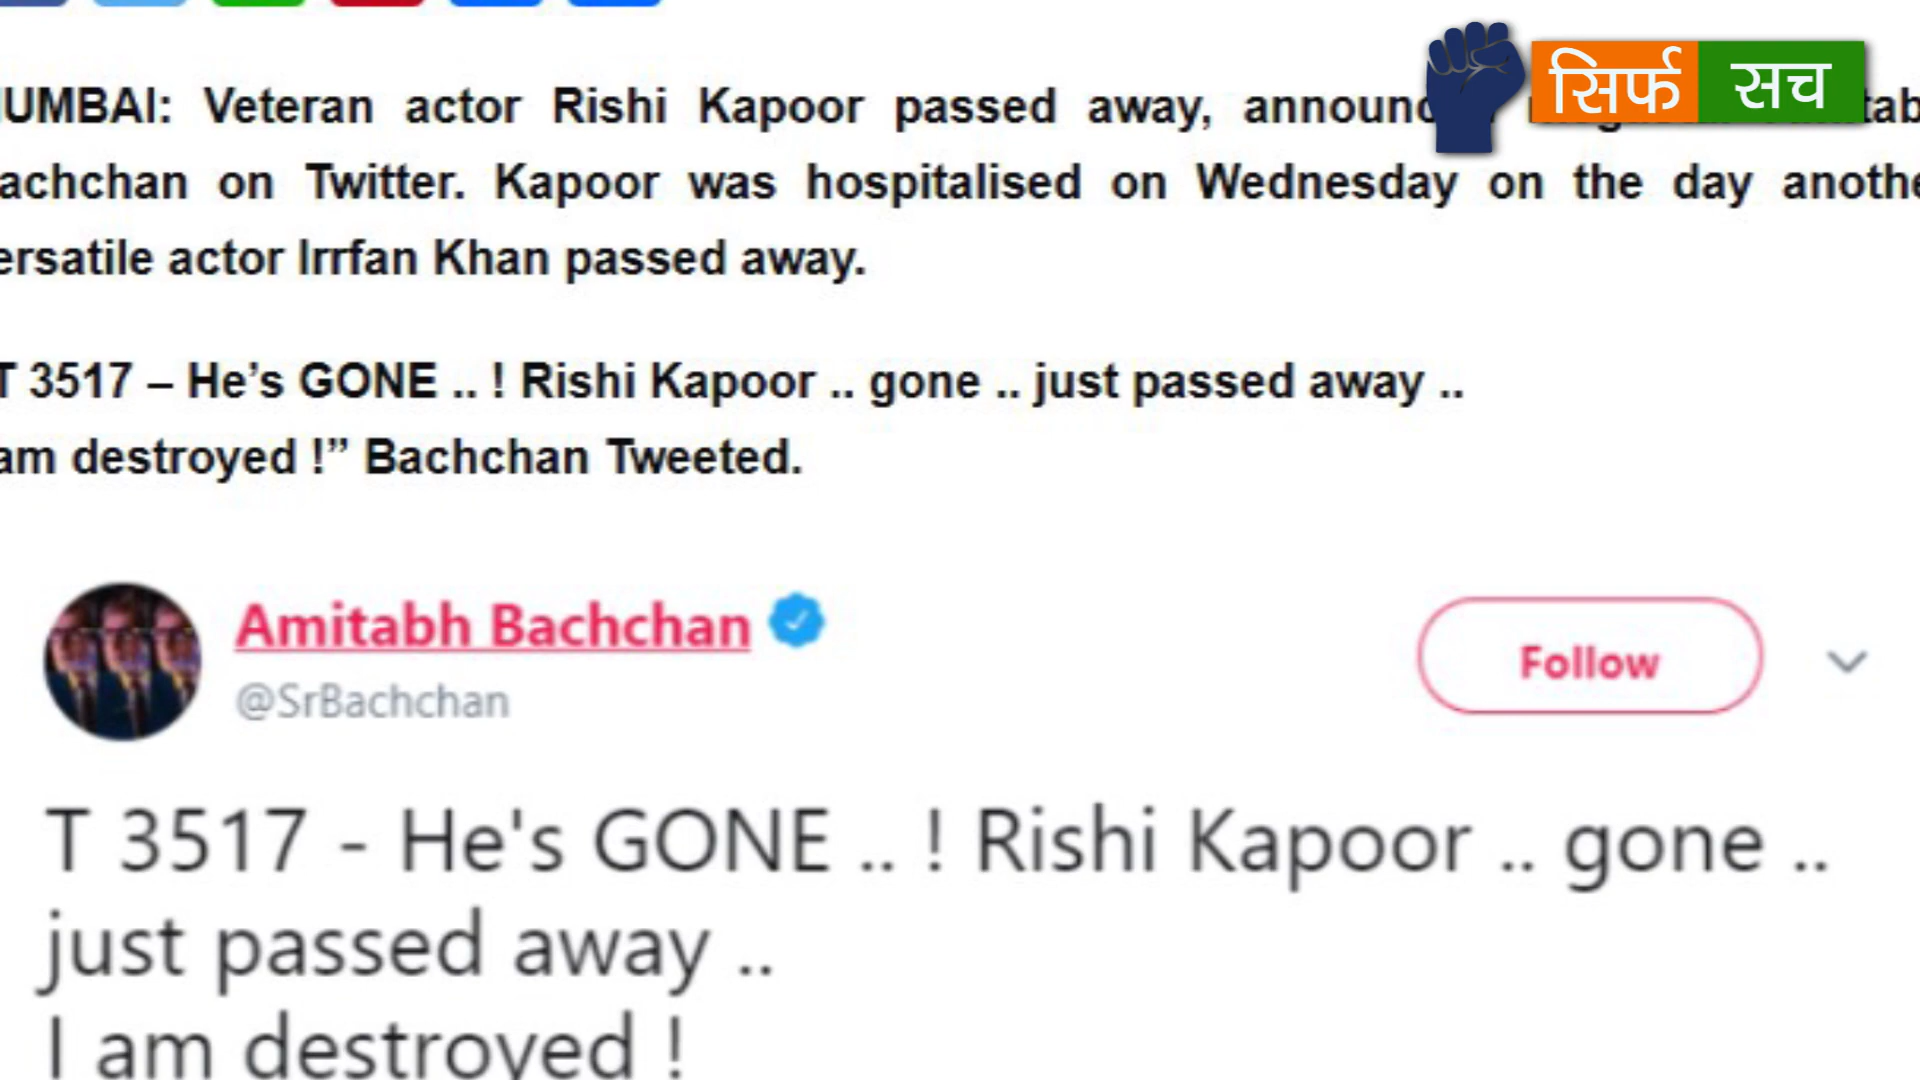 UMBAI: Veteran actor Rishi Kapoor passed away, announ
सिर्फ सच
achchan on Twitter. Kapoor was hospitalised on Wednesday on the day anothe
ersatile actor Irrfan Khan passed away.
T 3517 – He’s GONE .. ! Rishi Kapoor .. gone .. just passed away ..
am destroyed !” Bachchan Tweeted.
Amitabh Bachchan
@SrBachchan
Follow
T 3517 - He's GONE .. ! Rishi Kapoor .. gone ..
just passed away ..
I am destroyed !